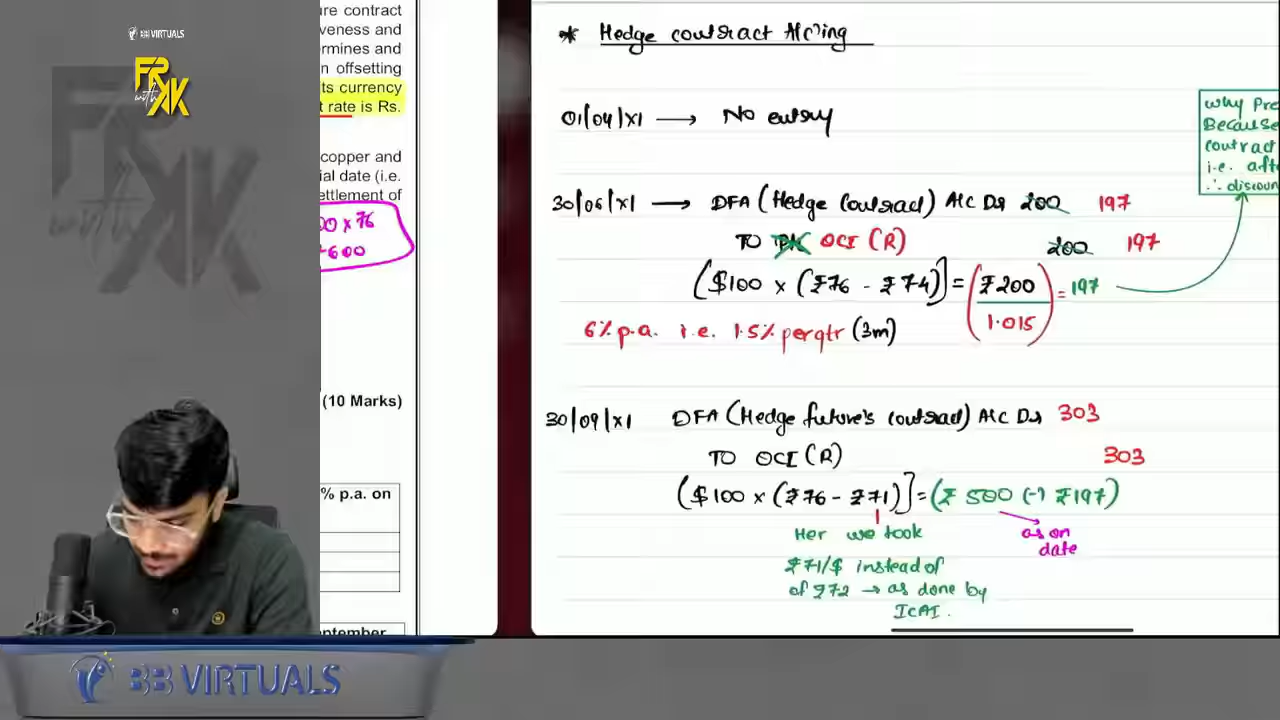 BB VIRTUALS
FR
with
KK
ure contract
iveness and
ermines and
n offsetting
ts currency
t rate is Rs.
copper and
ial date (i.e.
ettlement of
00 x 76
600
(10 Marks)
% p.a. on
ptember
* Hedge contract A/c'ing
01/04/x1 → No entry
why Pre
Because
contract
i.e. afte
∴ discoun
30/06/x1 → DFA (Hedge Contract) A/C Dr 200 197
TO OCI (R) 200 197
($100 x (₹76 - ₹74)] = (₹200 / 1.015) = 197
6% p.a. i.e. 1.5% per qtr (3m)
30/09/x1 DFA (Hedge future's contract) A/C Dr 303
TO OCI (R) 303
($100 x (₹76 - ₹71)] = (₹ 500 (-) ₹197)
Her we took
as on
date
₹71/$ instead of
of ₹72 → as done by
ICAI.
BB VIRTUALS